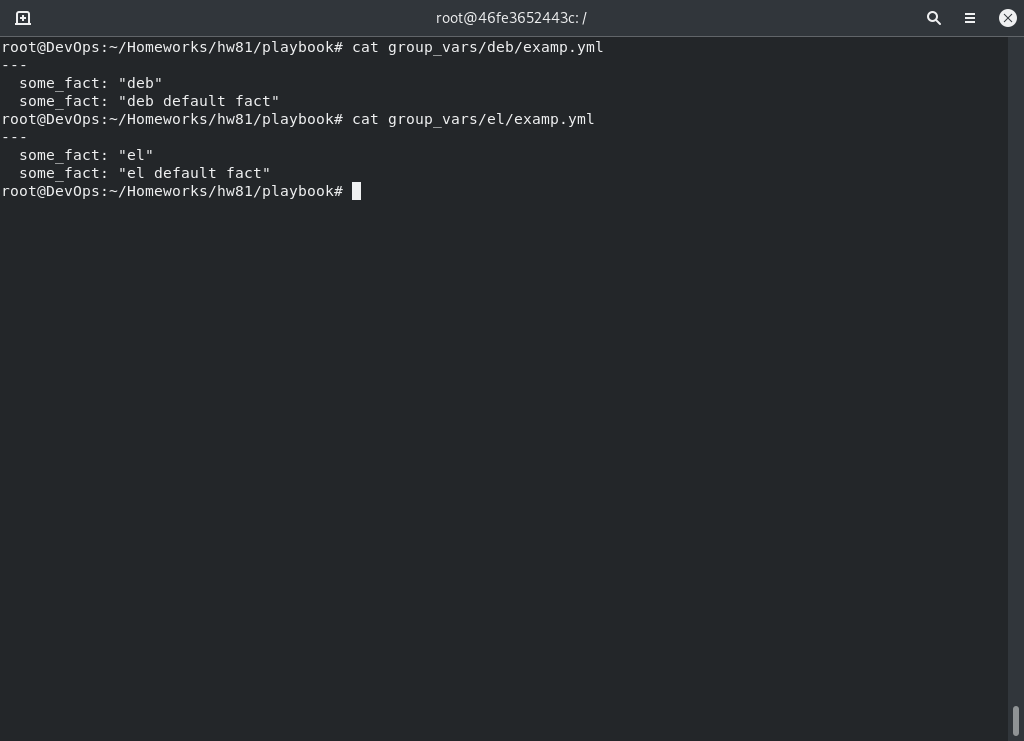 root@46fe3652443c: /
root@DevOps:~/Homeworks/hw81/playbook# cat group_vars/deb/examp.yml
---
  some_fact: "deb"
  some_fact: "deb default fact"
root@DevOps:~/Homeworks/hw81/playbook# cat group_vars/el/examp.yml
---
  some_fact: "el"
  some_fact: "el default fact"
root@DevOps:~/Homeworks/hw81/playbook#